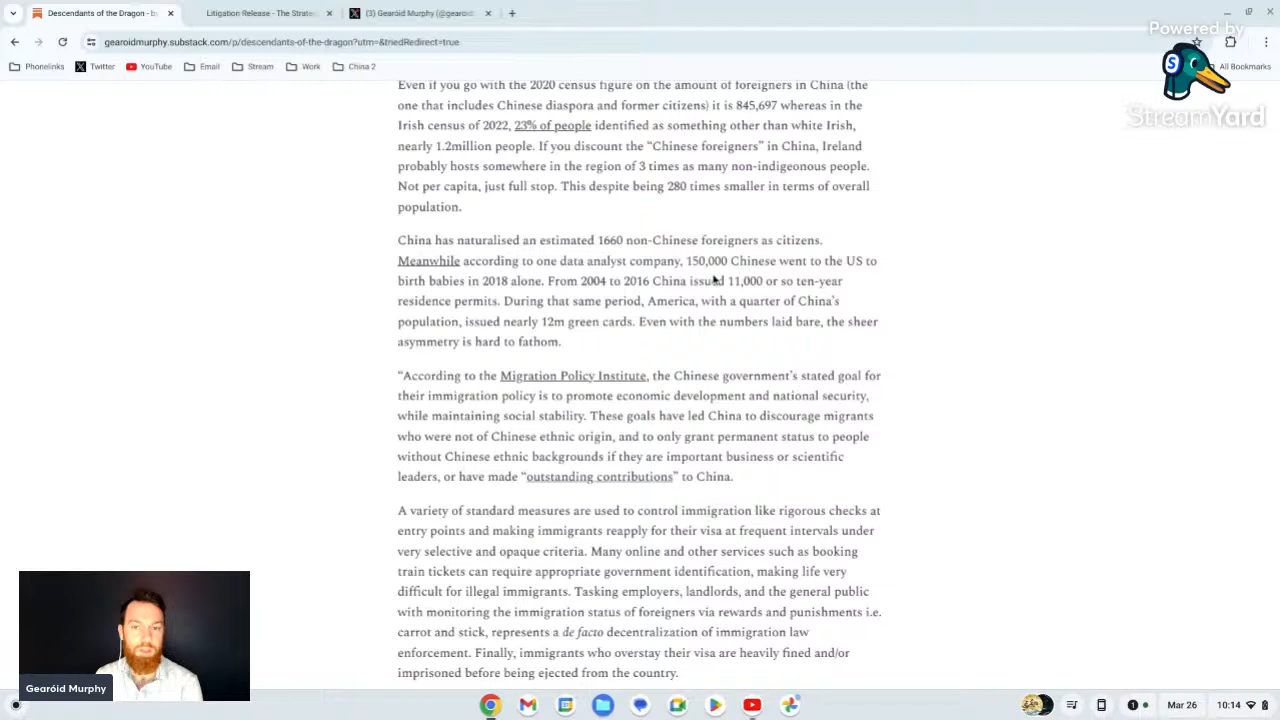 Descendants of the Dragon - b
Litigation Release - The Strate
(3) Gearóid Murphy (@gearoid
gearoidmurphy.substack.com/p/descendants-of-the-dragon?utm=&triedRedirect=true
Powered by
Phonelinks
Twitter
YouTube
Email
Stream
Work
China 2
All Bookmarks
S
StreamYard
Even if you go with the 2020 census figure on the amount of foreigners in China (the
one that includes Chinese diaspora and former citizens) it is 845,697 whereas in the
Irish census of 2022, 23% of people identified as something other than white Irish,
nearly 1.2million people. If you discount the “Chinese foreigners” in China, Ireland
probably hosts somewhere in the region of 3 times as many non-indigeonous people.
Not per capita, just full stop. This despite being 280 times smaller in terms of overall
population.
China has naturalised an estimated 1660 non-Chinese foreigners as citizens.
Meanwhile according to one data analyst company, 150,000 Chinese went to the US to
birth babies in 2018 alone. From 2004 to 2016 China issued 11,000 or so ten-year
residence permits. During that same period, America, with a quarter of China’s
population, issued nearly 12m green cards. Even with the numbers laid bare, the sheer
asymmetry is hard to fathom.
“According to the Migration Policy Institute, the Chinese government’s stated goal for
their immigration policy is to promote economic development and national security,
while maintaining social stability. These goals have led China to discourage migrants
who were not of Chinese ethnic origin, and to only grant permanent status to people
without Chinese ethnic backgrounds if they are important business or scientific
leaders, or have made “outstanding contributions” to China.
A variety of standard measures are used to control immigration like rigorous checks at
entry points and making immigrants reapply for their visa at frequent intervals under
very selective and opaque criteria. Many online and other services such as booking
train tickets can require appropriate government identification, making life very
difficult for illegal immigrants. Tasking employers, landlords, and the general public
with monitoring the immigration status of foreigners via rewards and punishments i.e.
carrot and stick, represents a de facto decentralization of immigration law
enforcement. Finally, immigrants who overstay their visa are heavily fined and/or
imprisoned before being ejected from the country.
Gearóid Murphy
Mar 26
10:14